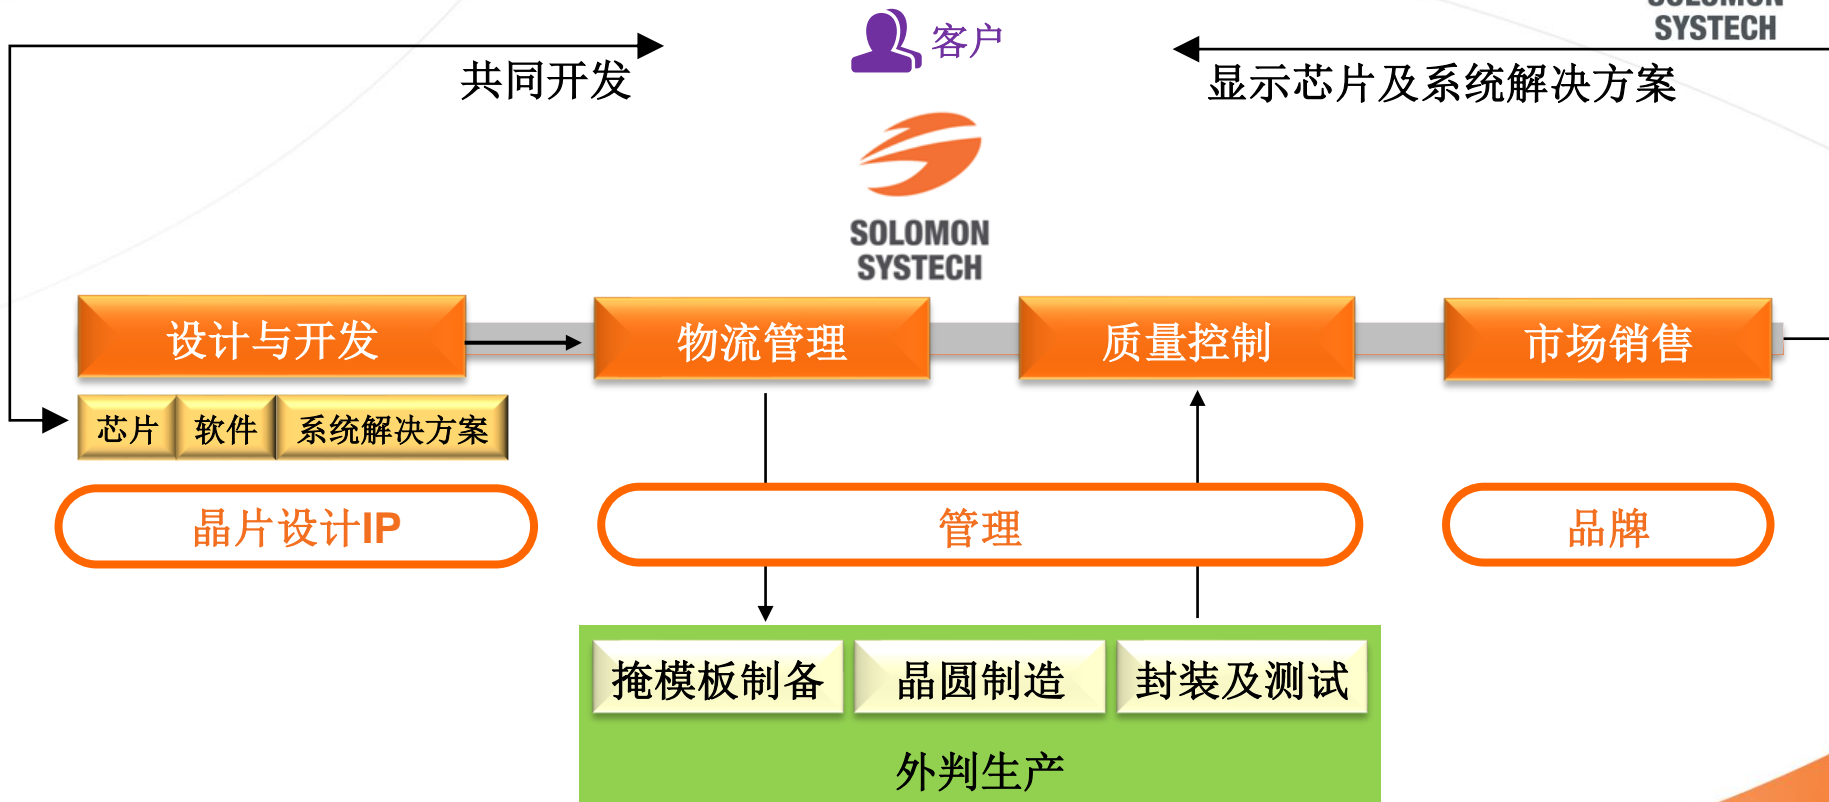 SOLOMON
SYSTECH
客户
共同开发
显示芯片及系统解决方案
SOLOMON
SYSTECH
设计与开发
物流管理
质量控制
市场销售
芯片
软件
系统解决方案
晶片设计IP
管理
品牌
掩模板制备
晶圆制造
封装及测试
外判生产